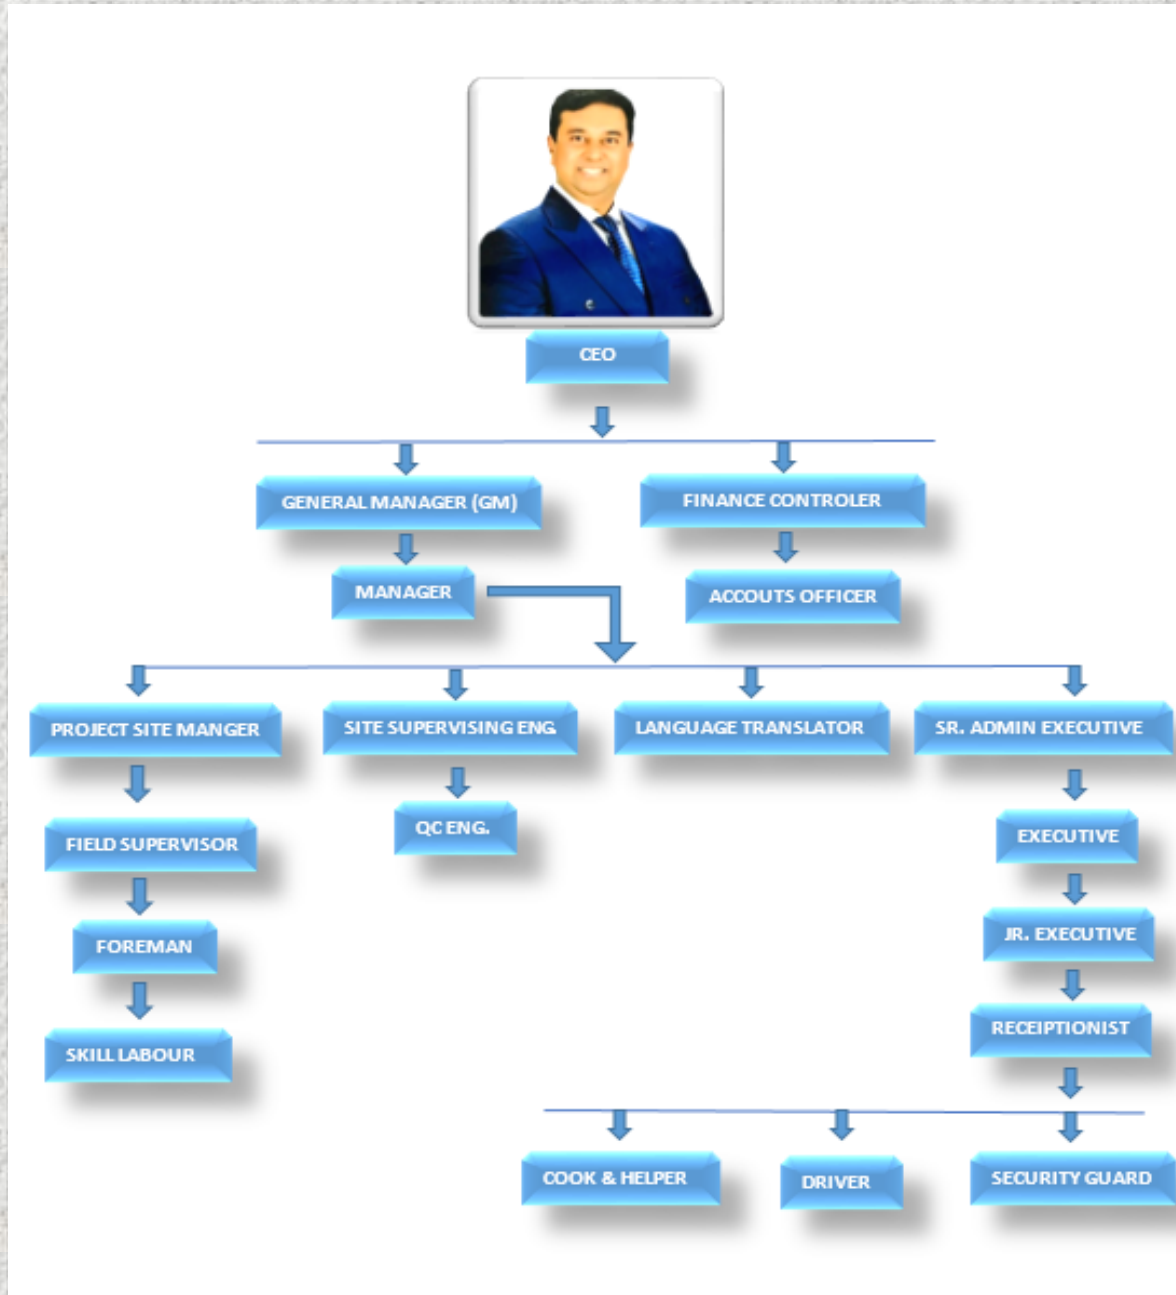 CEO
GENERAL MANAGER (GM)
FINANCE CONTROLER
MANAGER
ACCOUTS OFFICER
PROJECT SITE MANGER
SITE SUPERVISING ENG.
LANGUAGE TRANSLATOR
SR. ADMIN EXECUTIVE
FIELD SUPERVISOR
QC ENG.
EXECUTIVE
FOREMAN
JR. EXECUTIVE
SKILL LABOUR
RECEIPTIONIST
COOK & HELPER
DRIVER
SECURITY GUARD